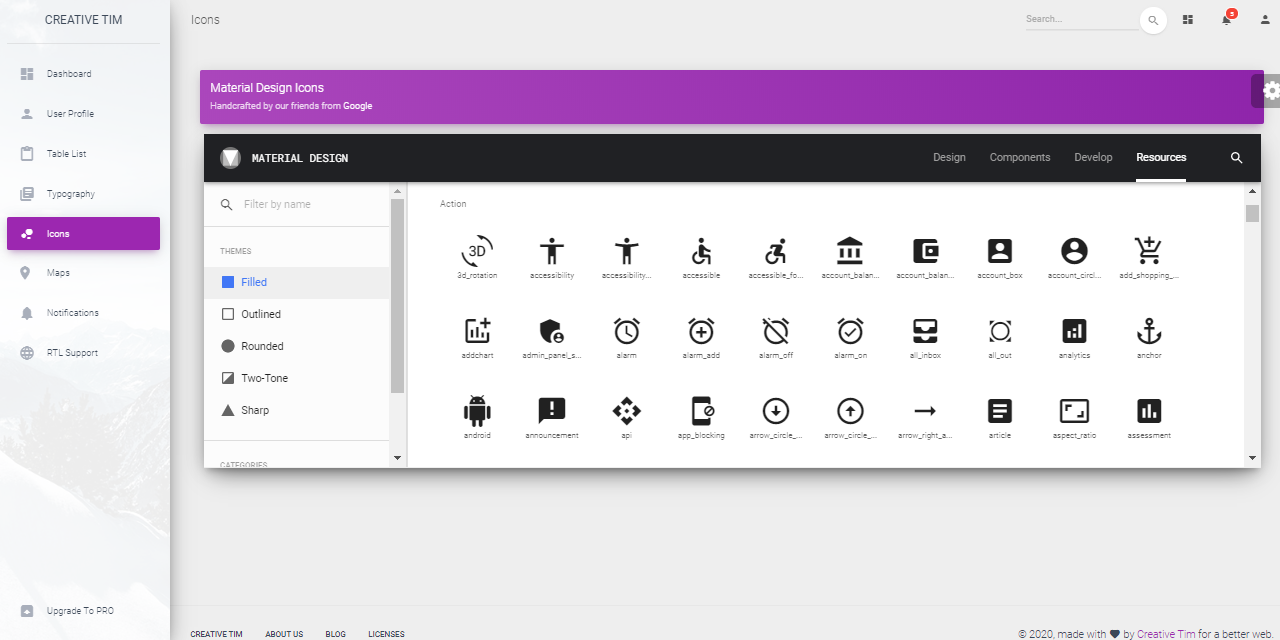 CREATIVE TIM
Icons
Search...
5
Dashboard
User Profile
Table List
Typography
Icons
Maps
Notifications
RTL Support
Upgrade To PRO
Material Design Icons
Handcrafted by our friends from Google
MATERIAL DESIGN
Design Components Develop Resources
Filter by name
THEMES
Filled
Outlined
Rounded
Two-Tone
Sharp
CATEGORIES
Action
3D
3d_rotation accessibility accessibility... accessible accessible_fo... account_balan... account_balan... account_box account_circl... add_shopping_...
addchart admin_panel_s... alarm alarm_add alarm_off alarm_on all_inbox all_out analytics anchor
android announcement api app_blocking arrow_circle_... arrow_circle_... arrow_right_a... article aspect_ratio assessment
CREATIVE TIM ABOUT US BLOG LICENSES
© 2020, made with ♥ by Creative Tim for a better web.